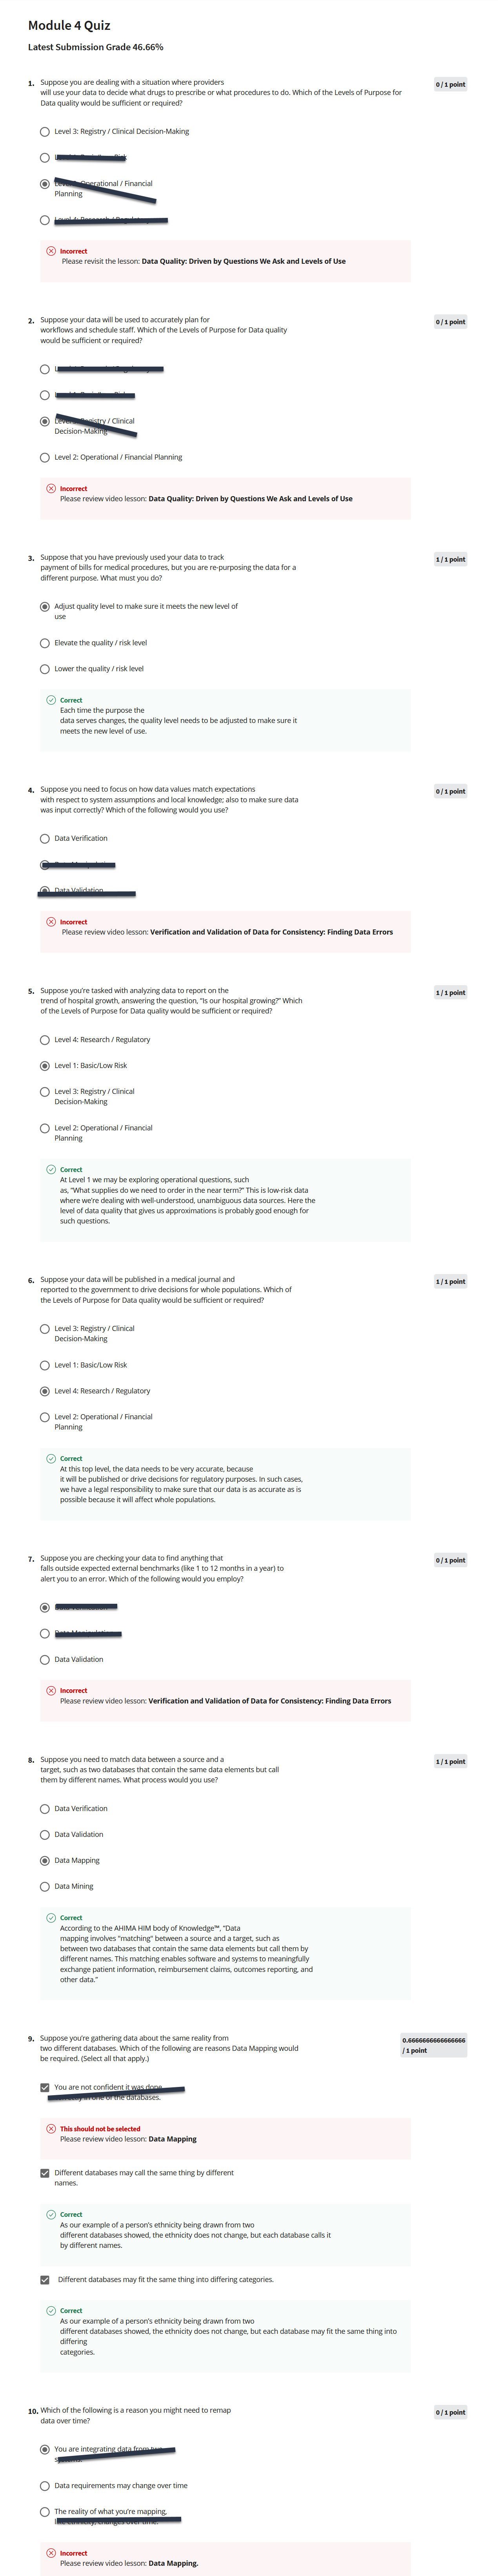 Module 4 Quiz
Latest Submission Grade 46.66%
1. Suppose you are dealing with a situation where providers
will use your data to decide what drugs to prescribe or what procedures to do. Which of the Levels of Purpose for
Data quality would be sufficient or required?
0 / 1 point
Level 3: Registry / Clinical Decision-Making
Operational / Financial
Planning
Incorrect
Please revisit the lesson: Data Quality: Driven by Questions We Ask and Levels of Use
2. Suppose your data will be used to accurately plan for
workflows and schedule staff. Which of the Levels of Purpose for Data quality
would be sufficient or required?
0 / 1 point
Registry / Clinical
Decision-Making
Level 2: Operational / Financial Planning
Incorrect
Please review video lesson: Data Quality: Driven by Questions We Ask and Levels of Use
3. Suppose that you have previously used your data to track
payment of bills for medical procedures, but you are re-purposing the data for a
different purpose. What must you do?
1 / 1 point
Adjust quality level to make sure it meets the new level of
use
Elevate the quality / risk level
Lower the quality / risk level
Correct
Each time the purpose the
data serves changes, the quality level needs to be adjusted to make sure it
meets the new level of use.
4. Suppose you need to focus on how data values match expectations
with respect to system assumptions and local knowledge; also to make sure data
was input correctly? Which of the following would you use?
0 / 1 point
Data Verification
Data Validation
Incorrect
Please review video lesson: Verification and Validation of Data for Consistency: Finding Data Errors
5. Suppose you're tasked with analyzing data to report on the
trend of hospital growth, answering the question, "Is our hospital growing?" Which
of the Levels of Purpose for Data quality would be sufficient or required?
1 / 1 point
Level 4: Research / Regulatory
Level 1: Basic/Low Risk
Level 3: Registry / Clinical
Decision-Making
Level 2: Operational / Financial
Planning
Correct
At Level 1 we may be exploring operational questions, such
as, "What supplies do we need to order in the near term?" This is low-risk data
where we're dealing with well-understood, unambiguous data sources. Here the
level of data quality that gives us approximations is probably good enough for
such questions.
6. Suppose your data will be published in a medical journal and
reported to the government to drive decisions for whole populations. Which of
the Levels of Purpose for Data quality would be sufficient or required?
1 / 1 point
Level 3: Registry / Clinical
Decision-Making
Level 1: Basic/Low Risk
Level 4: Research / Regulatory
Level 2: Operational / Financial
Planning
Correct
At this top level, the data needs to be very accurate, because
it will be published or drive decisions for regulatory purposes. In such cases,
we have a legal responsibility to make sure that our data is as accurate as is
possible because it will affect whole populations.
7. Suppose you are checking your data to find anything that
falls outside expected external benchmarks (like 1 to 12 months in a year) to
alert you to an error. Which of the following would you employ?
0 / 1 point
Data Validation
Incorrect
Please review video lesson: Verification and Validation of Data for Consistency: Finding Data Errors
8. Suppose you need to match data between a source and a
target, such as two databases that contain the same data elements but call
them by different names. What process would you use?
1 / 1 point
Data Verification
Data Validation
Data Mapping
Data Mining
Correct
According to the AHIMA HIM body of Knowledge™, "Data
mapping involves "matching" between a source and a target, such as
between two databases that contain the same data elements but call them by
different names. This matching enables software and systems to meaningfully
exchange patient information, reimbursement claims, outcomes reporting, and
other data."
9. Suppose you're gathering data about the same reality from
two different databases. Which of the following are reasons Data Mapping would
be required. (Select all that apply.)
0.6666666666666666
/ 1 point
You are not confident it was done
in one of the databases.
This should not be selected
Please review video lesson: Data Mapping
Different databases may call the same thing by different
names.
Correct
As our example of a person's ethnicity being drawn from two
different databases showed, the ethnicity does not change, but each database calls it
by different names.
Different databases may fit the same thing into differing categories.
Correct
As our example of a person's ethnicity being drawn from two
different databases showed, the ethnicity does not change, but each database may fit the same thing into
differing
categories.
10. Which of the following is a reason you might need to remap
data over time?
0 / 1 point
You are integrating data from
Data requirements may change over time
The reality of what you're mapping,
Incorrect
Please review video lesson: Data Mapping.